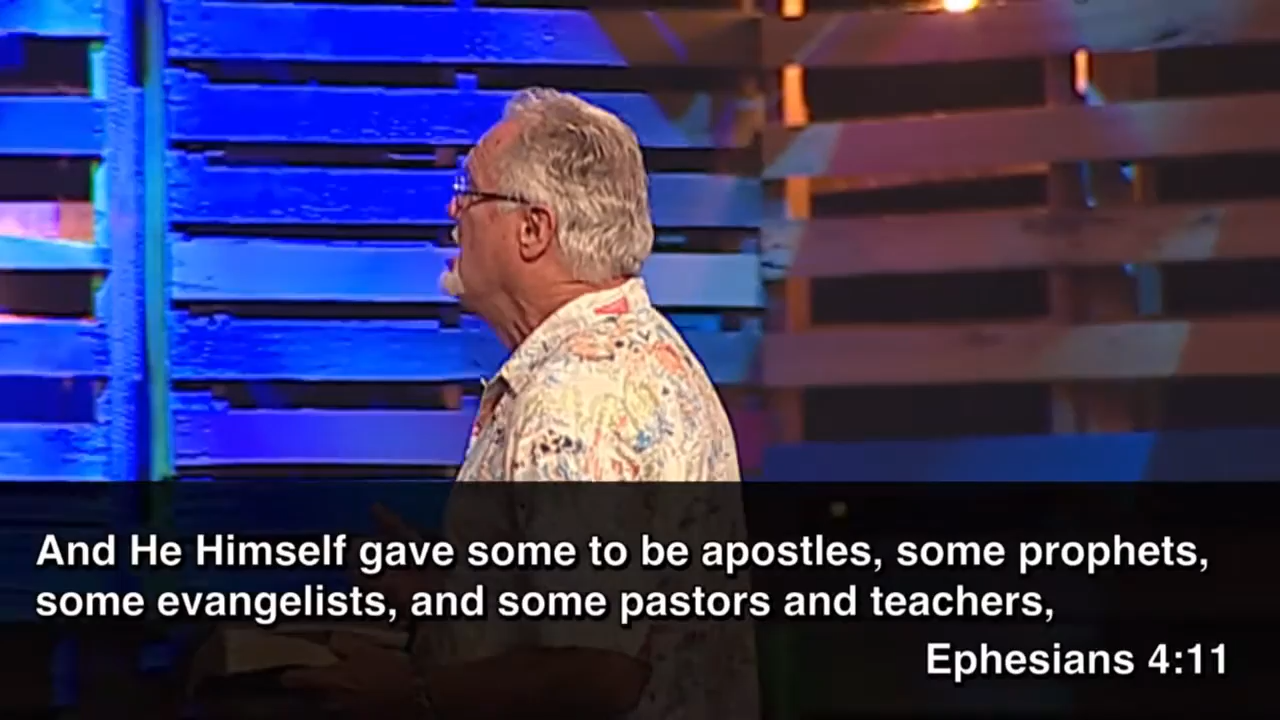 And He Himself gave some to be apostles, some prophets,
some evangelists, and some pastors and teachers,
Ephesians 4:11